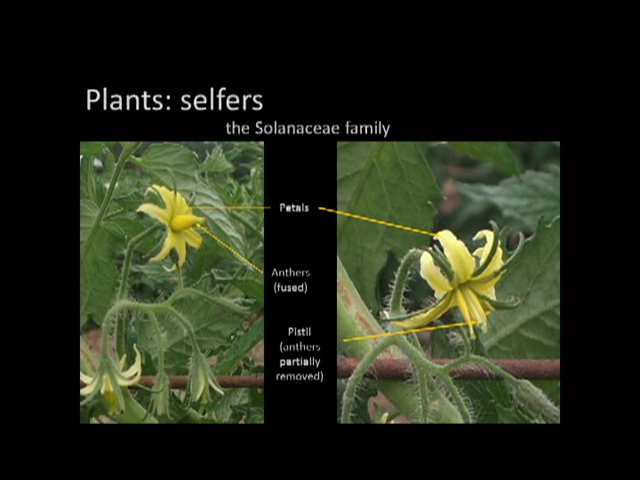 Plants: selfers
the Solanaceae family
Petals
Anthers
(fused)
Pistil
(anthers
partially
removed)